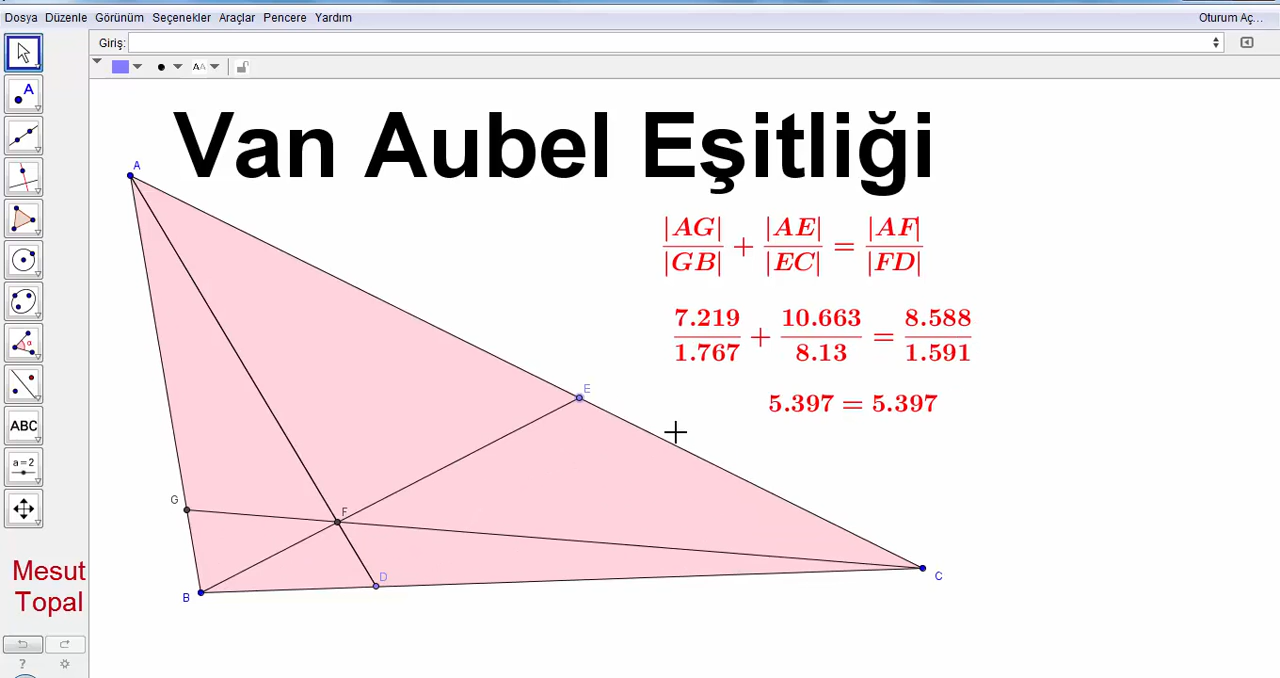 Dosya Düzenle Görünüm Seçenekler Araçlar Pencere Yardım Oturum Aç...
Giriş:
AA
A
Van Aubel Eşitliği
A
|AG| / |GB| + |AE| / |EC| = |AF| / |FD|
α
7.219 / 1.767 + 10.663 / 8.13 = 8.588 / 1.591
E
5.397 = 5.397
ABC
a=2
G
F
D
C
B
Mesut
Topal
?